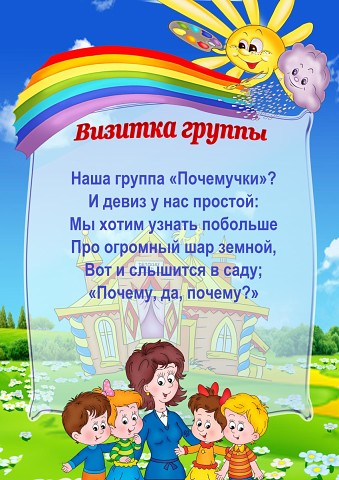 Визитка группы
Наша группа «Почемучки»?
И девиз у нас простой:
Мы хотим узнать побольше
Про огромный шар земной,
Вот и слышится в саду;
«Почему, да, почему?»